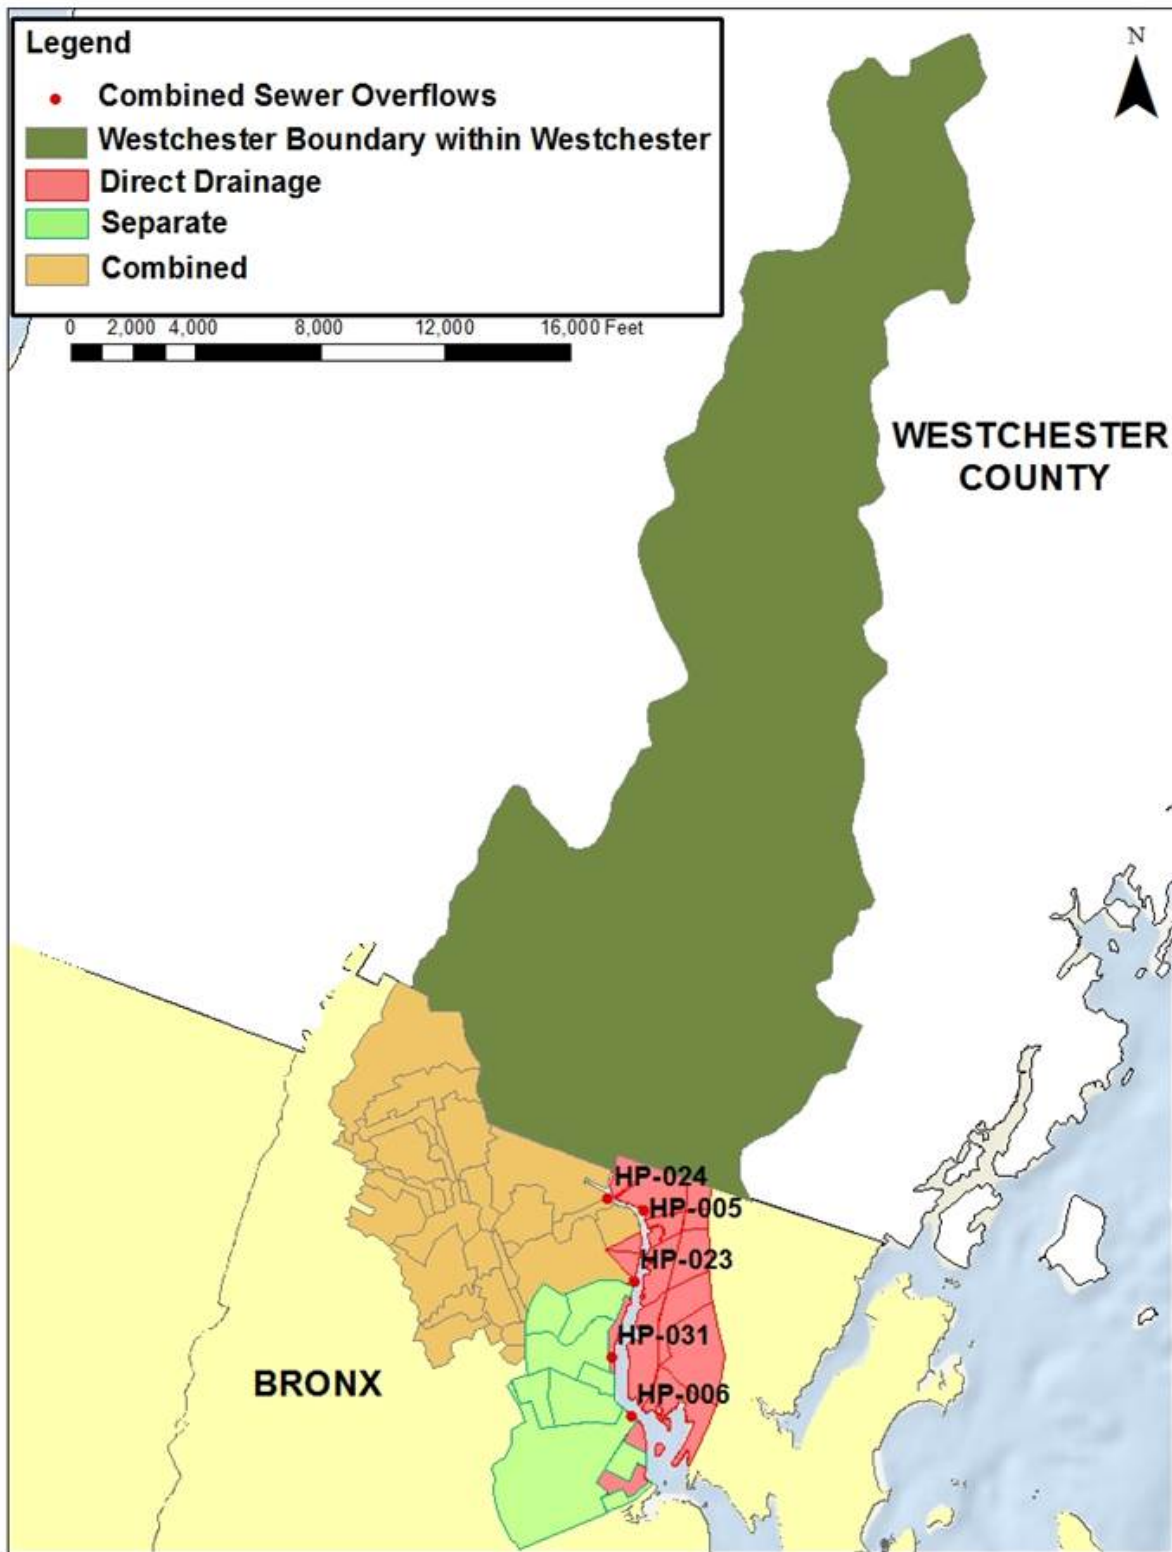 Legend
Combined Sewer Overflows
Westchester Boundary within Westchester
Direct Drainage
Separate
Combined
0 2,000 4,000 8,000 12,000 16,000 Feet
N
WESTCHESTER
COUNTY
HP-024
HP-005
HP-023
HP-031
HP-006
BRONX